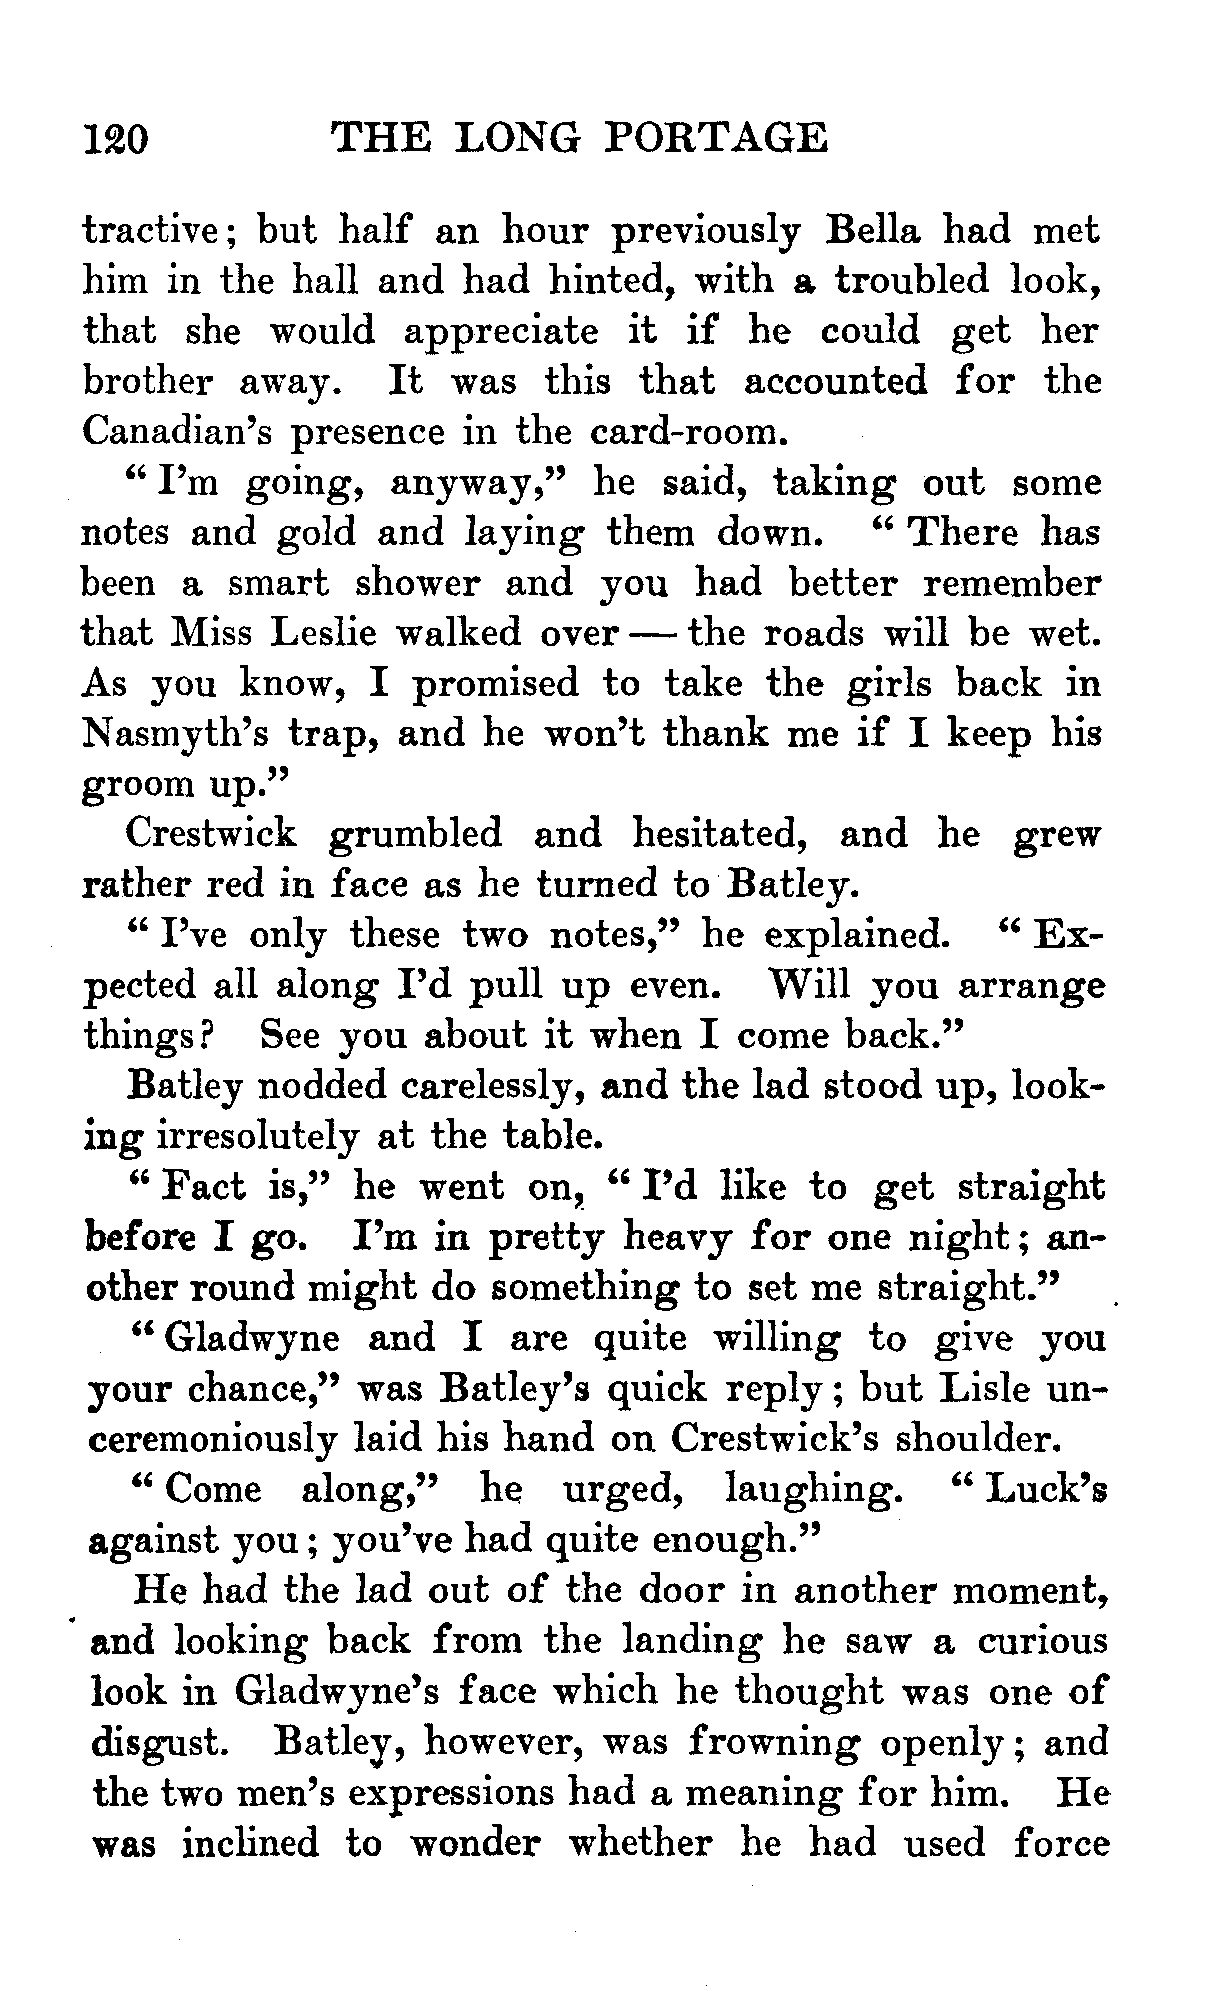 120 THE LONG PORTAGE
tractive; but half an hour previously Bella had met
him in the hall and had hinted, with a troubled look,
that she would appreciate it if he could get her
brother away. It was this that accounted for the
Canadian's presence in the card-room.
"I'm going, anyway," he said, taking out some
notes and gold and laying them down. "There has
been a smart shower and you had better remember
that Miss Leslie walked over — the roads will be wet.
As you know, I promised to take the girls back in
Nasmyth's trap, and he won't thank me if I keep his
groom up."
Crestwick grumbled and hesitated, and he grew
rather red in face as he turned to Batley.
"I've only these two notes," he explained. "Ex-
pected all along I'd pull up even. Will you arrange
things? See you about it when I come back."
Batley nodded carelessly, and the lad stood up, look-
ing irresolutely at the table.
"Fact is," he went on, "I'd like to get straight
before I go. I'm in pretty heavy for one night; an-
other round might do something to set me straight."
"Gladwyne and I are quite willing to give you
your chance," was Batley's quick reply; but Lisle un-
ceremoniously laid his hand on Crestwick's shoulder.
"Come along," he urged, laughing. "Luck's
against you; you've had quite enough."
He had the lad out of the door in another moment,
and looking back from the landing he saw a curious
look in Gladwyne's face which he thought was one of
disgust. Batley, however, was frowning openly; and
the two men's expressions had a meaning for him. He
was inclined to wonder whether he had used force